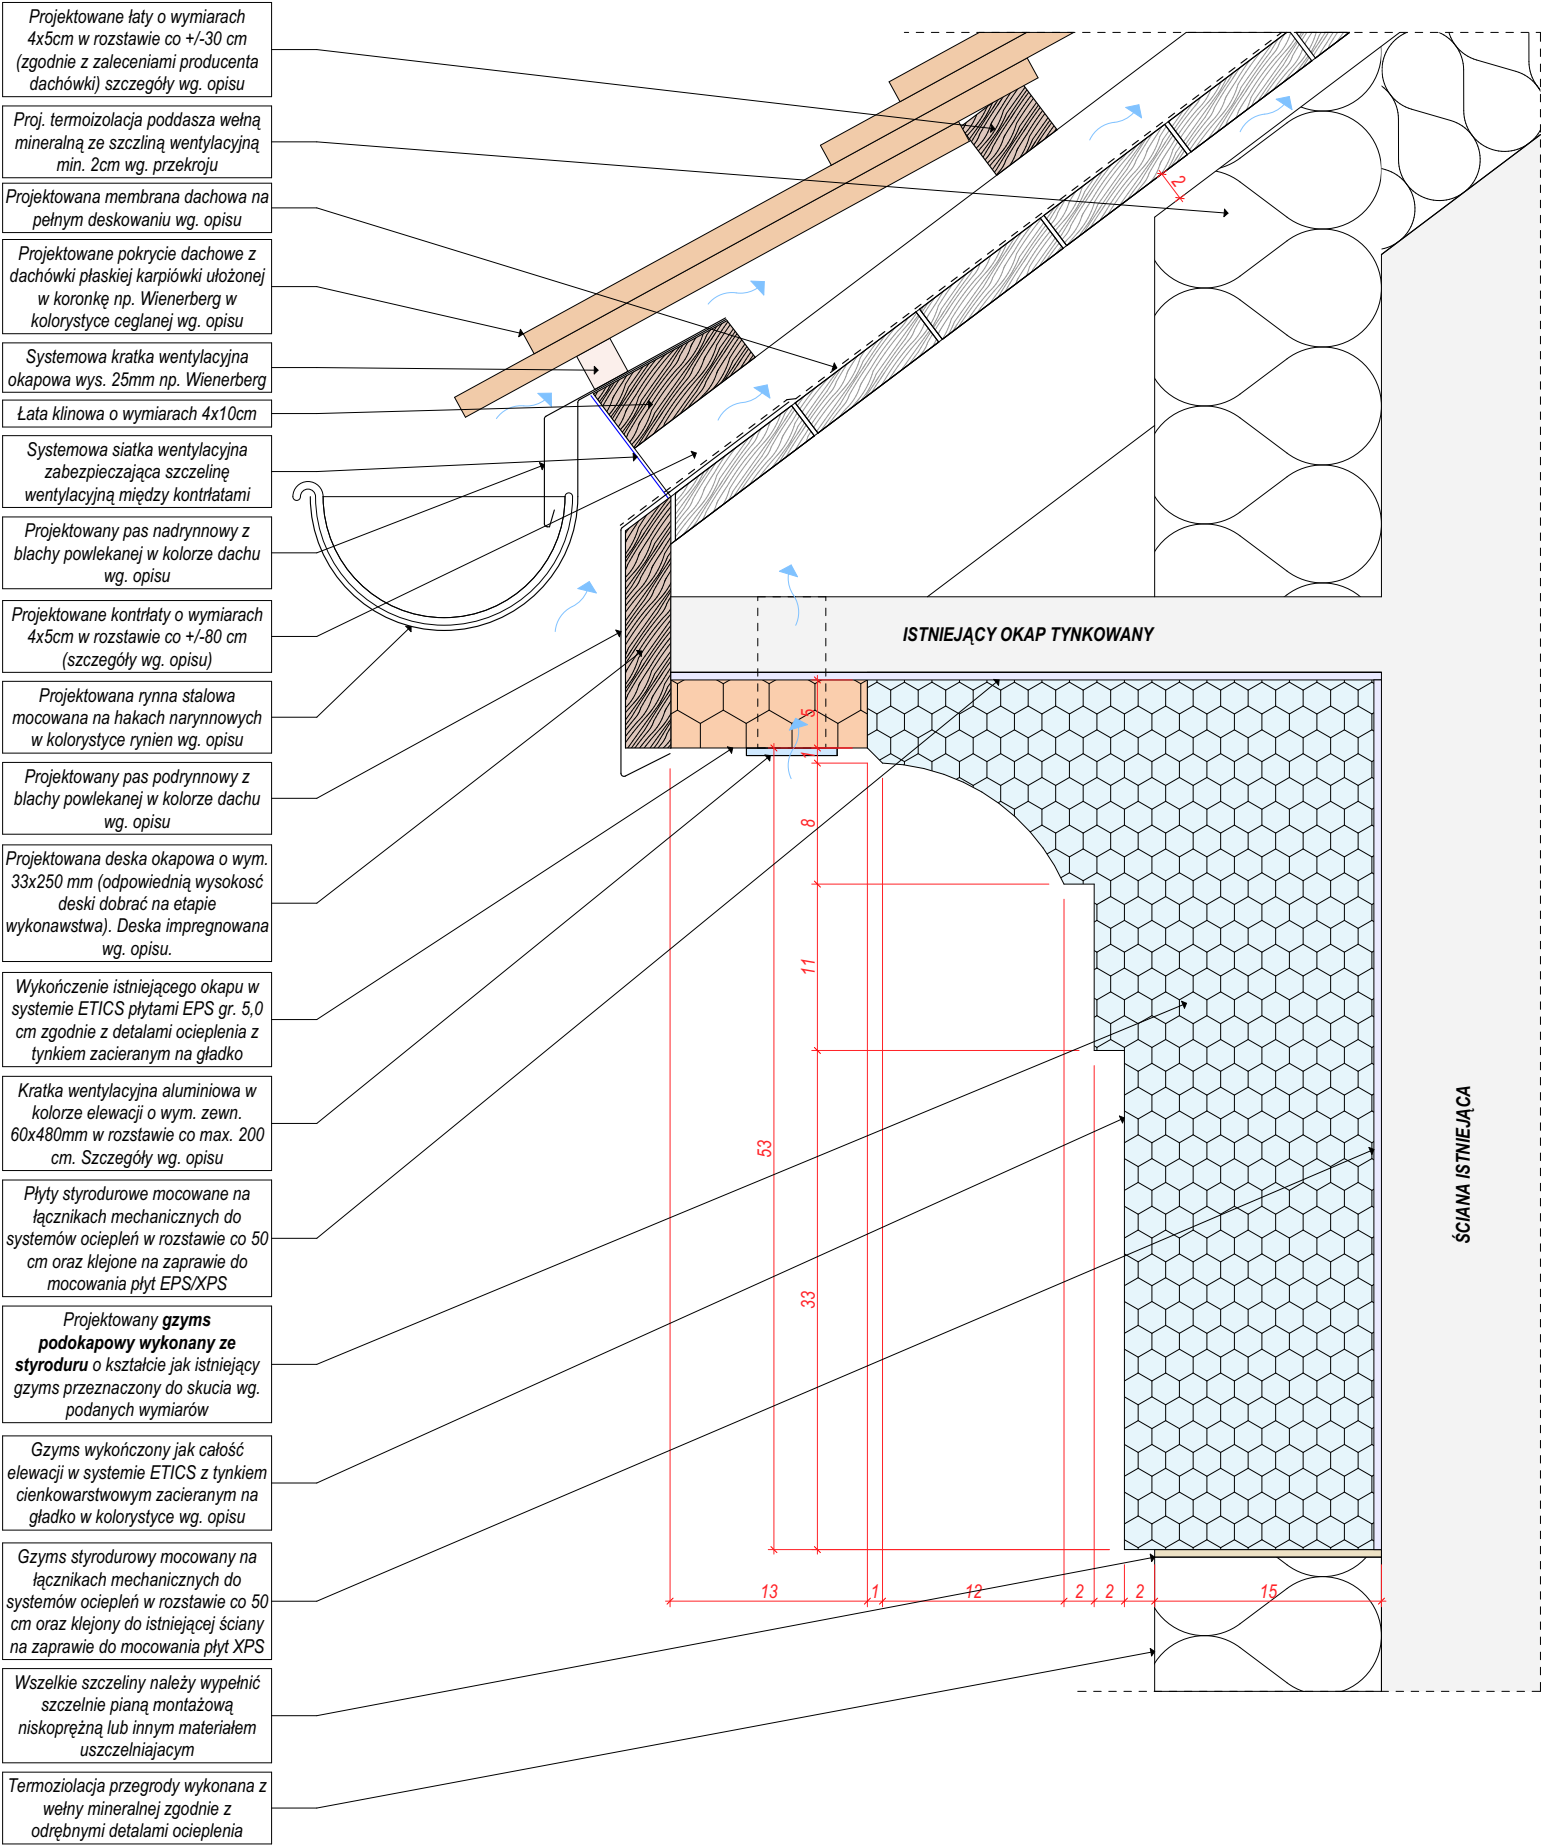 Projektowane łaty o wymiarach
4x5cm w rozstawie co +/-30 cm
(zgodnie z zaleceniami producenta
dachówki) szczegóły wg. opisu
Proj. termoizolacja poddasza wełną
mineralną ze szczliną wentylacyjną
min. 2cm wg. przekroju
Projektowana membrana dachowa na
pełnym deskowaniu wg. opisu
Projektowane pokrycie dachowe z
dachówki płaskiej karpiówki ułożonej
w koronkę np. Wienerberg w
kolorystyce ceglanej wg. opisu
Systemowa kratka wentylacyjna
okapowa wys. 25mm np. Wienerberg
Łata klinowa o wymiarach 4x10cm
Systemowa siatka wentylacyjna
zabezpieczająca szczelinę
wentylacyjną między kontrłatami
Projektowany pas nadrynnowy z
blachy powlekanej w kolorze dachu
wg. opisu
Projektowane kontrłaty o wymiarach
4x5cm w rozstawie co +/-80 cm
(szczegóły wg. opisu)
Projektowana rynna stalowa
mocowana na hakach narynnowych
w kolorystyce rynien wg. opisu
Projektowany pas podrynnowy z
blachy powlekanej w kolorze dachu
wg. opisu
Projektowana deska okapowa o wym.
33x250 mm (odpowiednią wysokosć
deski dobrać na etapie
wykonawstwa). Deska impregnowana
wg. opisu.
Wykończenie istniejącego okapu w
systemie ETICS płytami EPS gr. 5,0
cm zgodnie z detalami ocieplenia z
tynkiem zacieranym na gładko
Kratka wentylacyjna aluminiowa w
kolorze elewacji o wym. zewn.
60x480mm w rozstawie co max. 200
cm. Szczegóły wg. opisu
Płyty styrodurowe mocowane na
łącznikach mechanicznych do
systemów ociepleń w rozstawie co 50
cm oraz klejone na zaprawie do
mocowania płyt EPS/XPS
Projektowany gzyms
podokapowy wykonany ze
styroduru o kształcie jak istniejący
gzyms przeznaczony do skucia wg.
podanych wymiarów
Gzyms wykończony jak całość
elewacji w systemie ETICS z tynkiem
cienkowarstwowym zacieranym na
gładko w kolorystyce wg. opisu
Gzyms styrodurowy mocowany na
łącznikach mechanicznych do
systemów ociepleń w rozstawie co 50
cm oraz klejony do istniejącej ściany
na zaprawie do mocowania płyt XPS
Wszelkie szczeliny należy wypełnić
szczelnie pianą montażową
niskoprężną lub innym materiałem
uszczelniajacym
Termoziolacja przegrody wykonana z
wełny mineralnej zgodnie z
odrębnymi detalami ocieplenia
2
ISTNIEJĄCY OKAP TYNKOWANY
5
1
8
11
53
33
ŚCIANA ISTNIEJĄCA
13
1
12
2
2
2
15